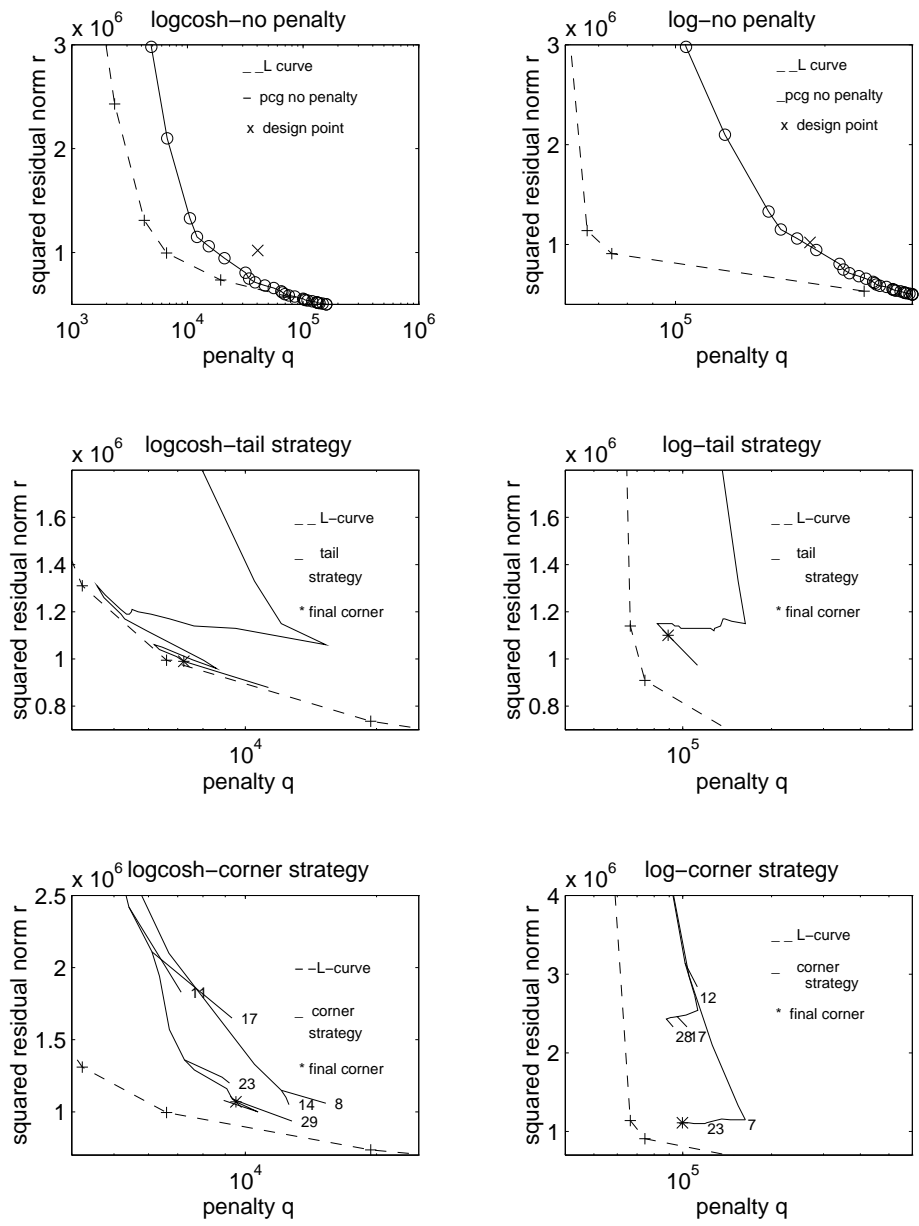 logcosh−no penalty
x 10^6
3
2
1
squared residual norm r
10^3
10^4
10^5
10^6
penalty q
_ _L curve
− pcg no penalty
x design point
log−no penalty
x 10^6
3
2
1
squared residual norm r
10^5
penalty q
_ _L curve
_pcg no penalty
x design point
logcosh−tail strategy
x 10^6
1.6
1.4
1.2
1
0.8
squared residual norm r
10^4
penalty q
_ _ L−curve
_ tail
strategy
* final corner
log−tail strategy
x 10^6
1.6
1.4
1.2
1
0.8
squared residual norm r
10^5
penalty q
_ _L−curve
_ tail
strategy
* final corner
logcosh−corner strategy
x 10^6
2.5
2
1.5
1
squared residual norm r
10^4
penalty q
− −L−curve
_ corner
strategy
* final corner
11
17
23
14
8
29
log−corner strategy
x 10^6
4
3
2
1
squared residual norm r
10^5
penalty q
_ _L−curve
_ corner
strategy
* final corner
12
28
17
23
7